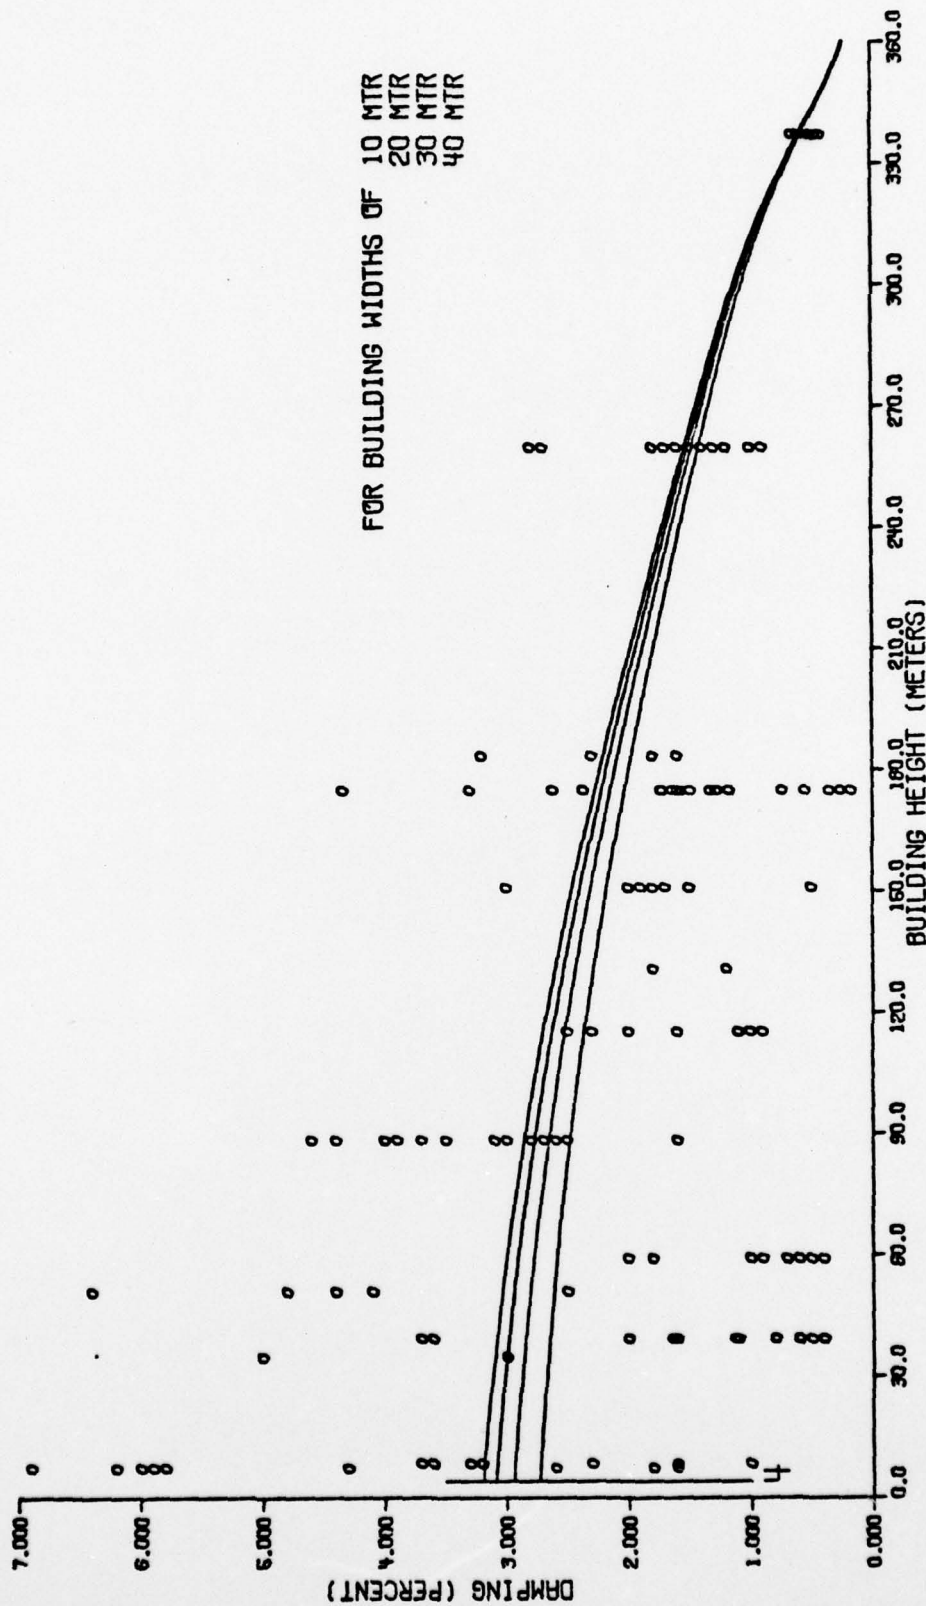 FOR BUILDING WIDTHS OF 10 MTR
20 MTR
30 MTR
40 MTR
DAMPING (PERCENT)
7.000
6.000
5.000
4.000
3.000
2.000
1.000
0.000
4
0.0 30.0 60.0 90.0 120.0 150.0 180.0 210.0 240.0 270.0 300.0 330.0 360.0
BUILDING HEIGHT (METERS)